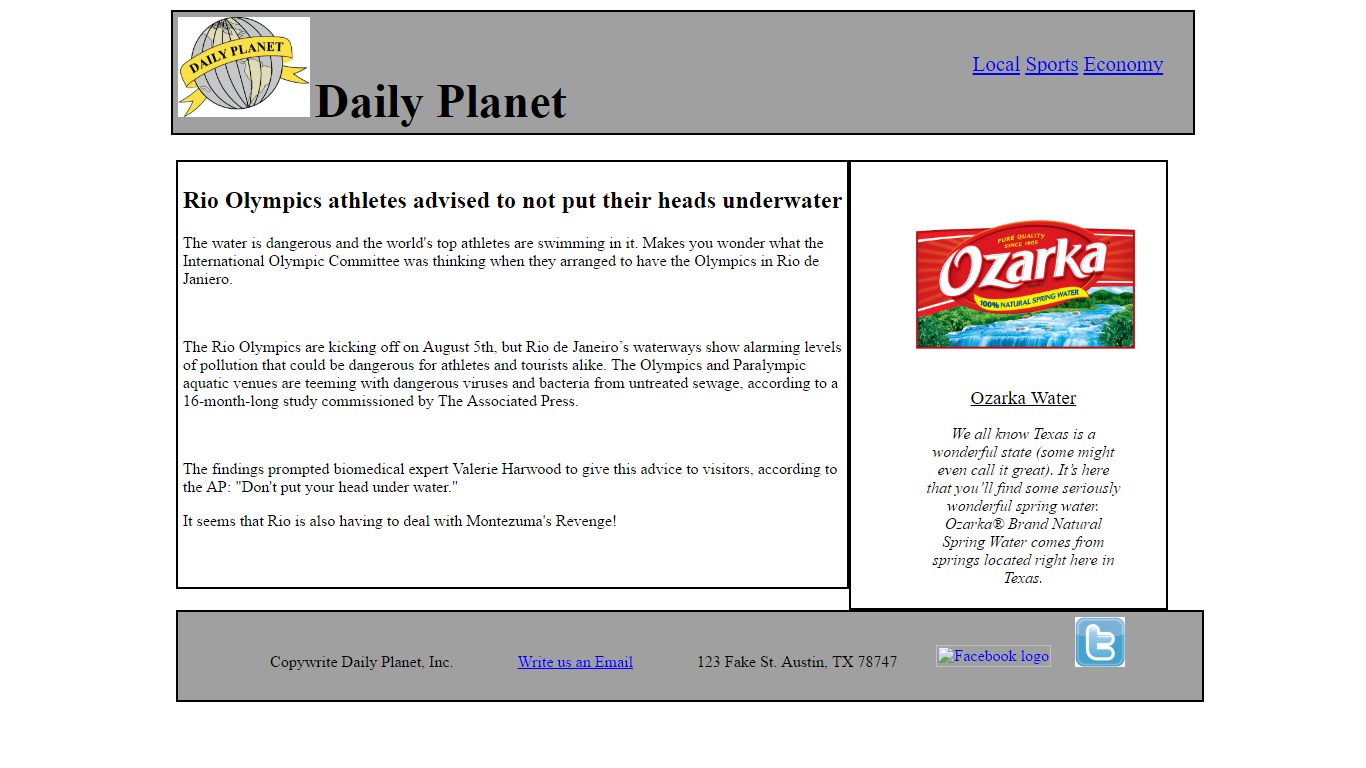 DAILY PLANET
Daily Planet
Local Sports Economy
Rio Olympics athletes advised to not put their heads underwater
The water is dangerous and the world's top athletes are swimming in it. Makes you wonder what the
International Olympic Committee was thinking when they arranged to have the Olympics in Rio de
Janiero.
The Rio Olympics are kicking off on August 5th, but Rio de Janeiro’s waterways show alarming levels
of pollution that could be dangerous for athletes and tourists alike. The Olympics and Paralympic
aquatic venues are teeming with dangerous viruses and bacteria from untreated sewage, according to a
16-month-long study commissioned by The Associated Press.
The findings prompted biomedical expert Valerie Harwood to give this advice to visitors, according to
the AP: "Don't put your head under water."
It seems that Rio is also having to deal with Montezuma's Revenge!
PURE QUALITY
SINCE 1905
Ozarka
100% NATURAL SPRING WATER
Ozarka Water
We all know Texas is a
wonderful state (some might
even call it great). It’s here
that you’ll find some seriously
wonderful spring water.
Ozarka® Brand Natural
Spring Water comes from
springs located right here in
Texas.
Copywrite Daily Planet, Inc.
Write us an Email
123 Fake St. Austin, TX 78747
Facebook logo